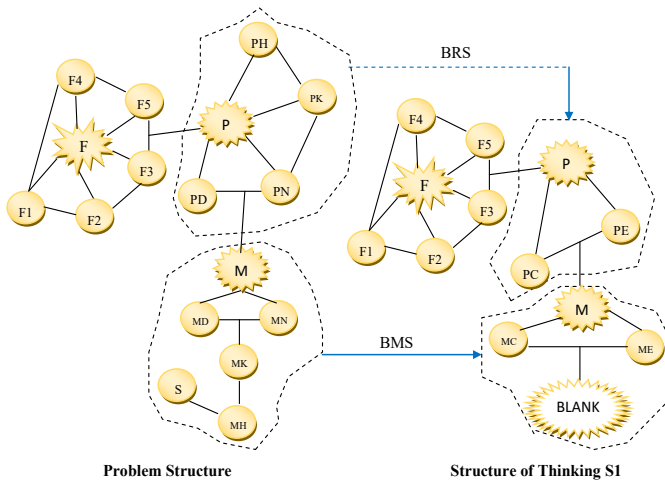 PH
BRS
F4
F5
PK
P
F
F3
F4
F5
P
F
PD
PN
F1
F2
F3
PE
F1
F2
PC
M
M
MD
MN
MC
ME
BMS
MK
S
BLANK
MH
Problem Structure
Structure of Thinking S1